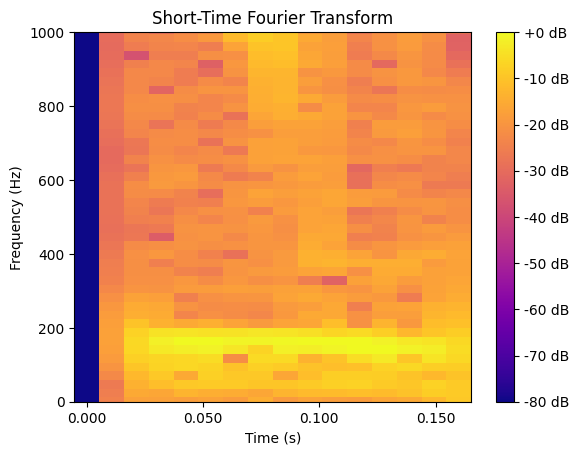 Short-Time Fourier Transform
Frequency (Hz)
1000
800
600
400
200
0
0.000
0.050
0.100
0.150
Time (s)
+0 dB
-10 dB
-20 dB
-30 dB
-40 dB
-50 dB
-60 dB
-70 dB
-80 dB